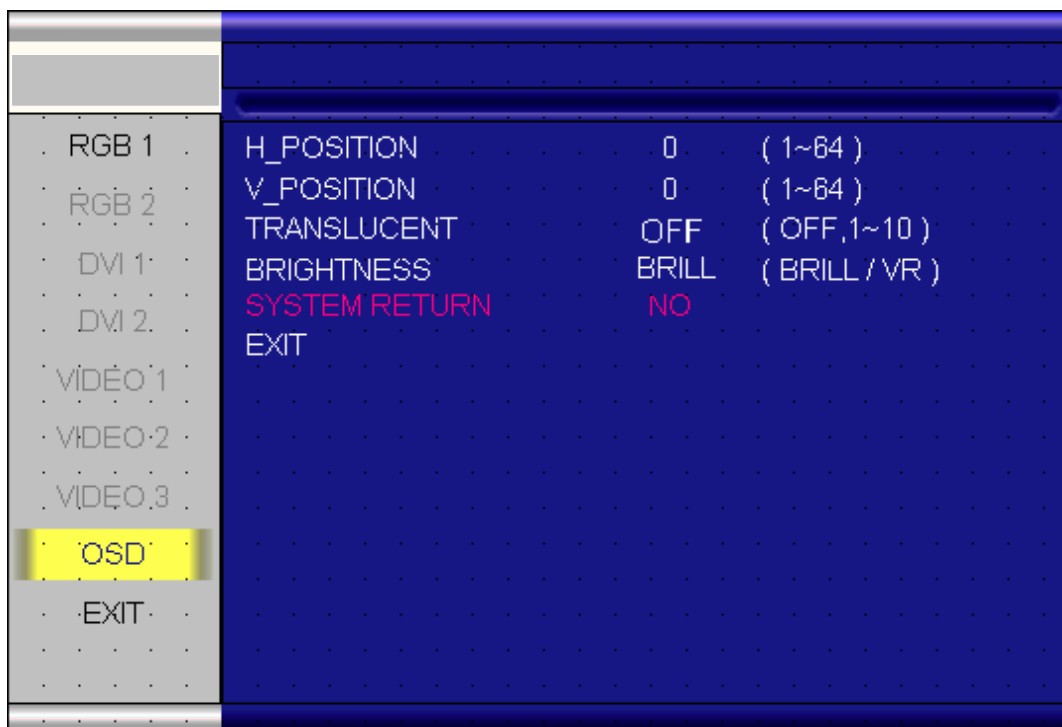 RGB 1
RGB 2
DVI 1
DVI 2
VIDEO 1
VIDEO 2
VIDEO 3
OSD
EXIT
H_POSITION 0 ( 1~64 )
V_POSITION 0 ( 1~64 )
TRANSLUCENT OFF ( OFF,1~10 )
BRIGHTNESS BRILL ( BRILL / VR )
SYSTEM RETURN NO
EXIT